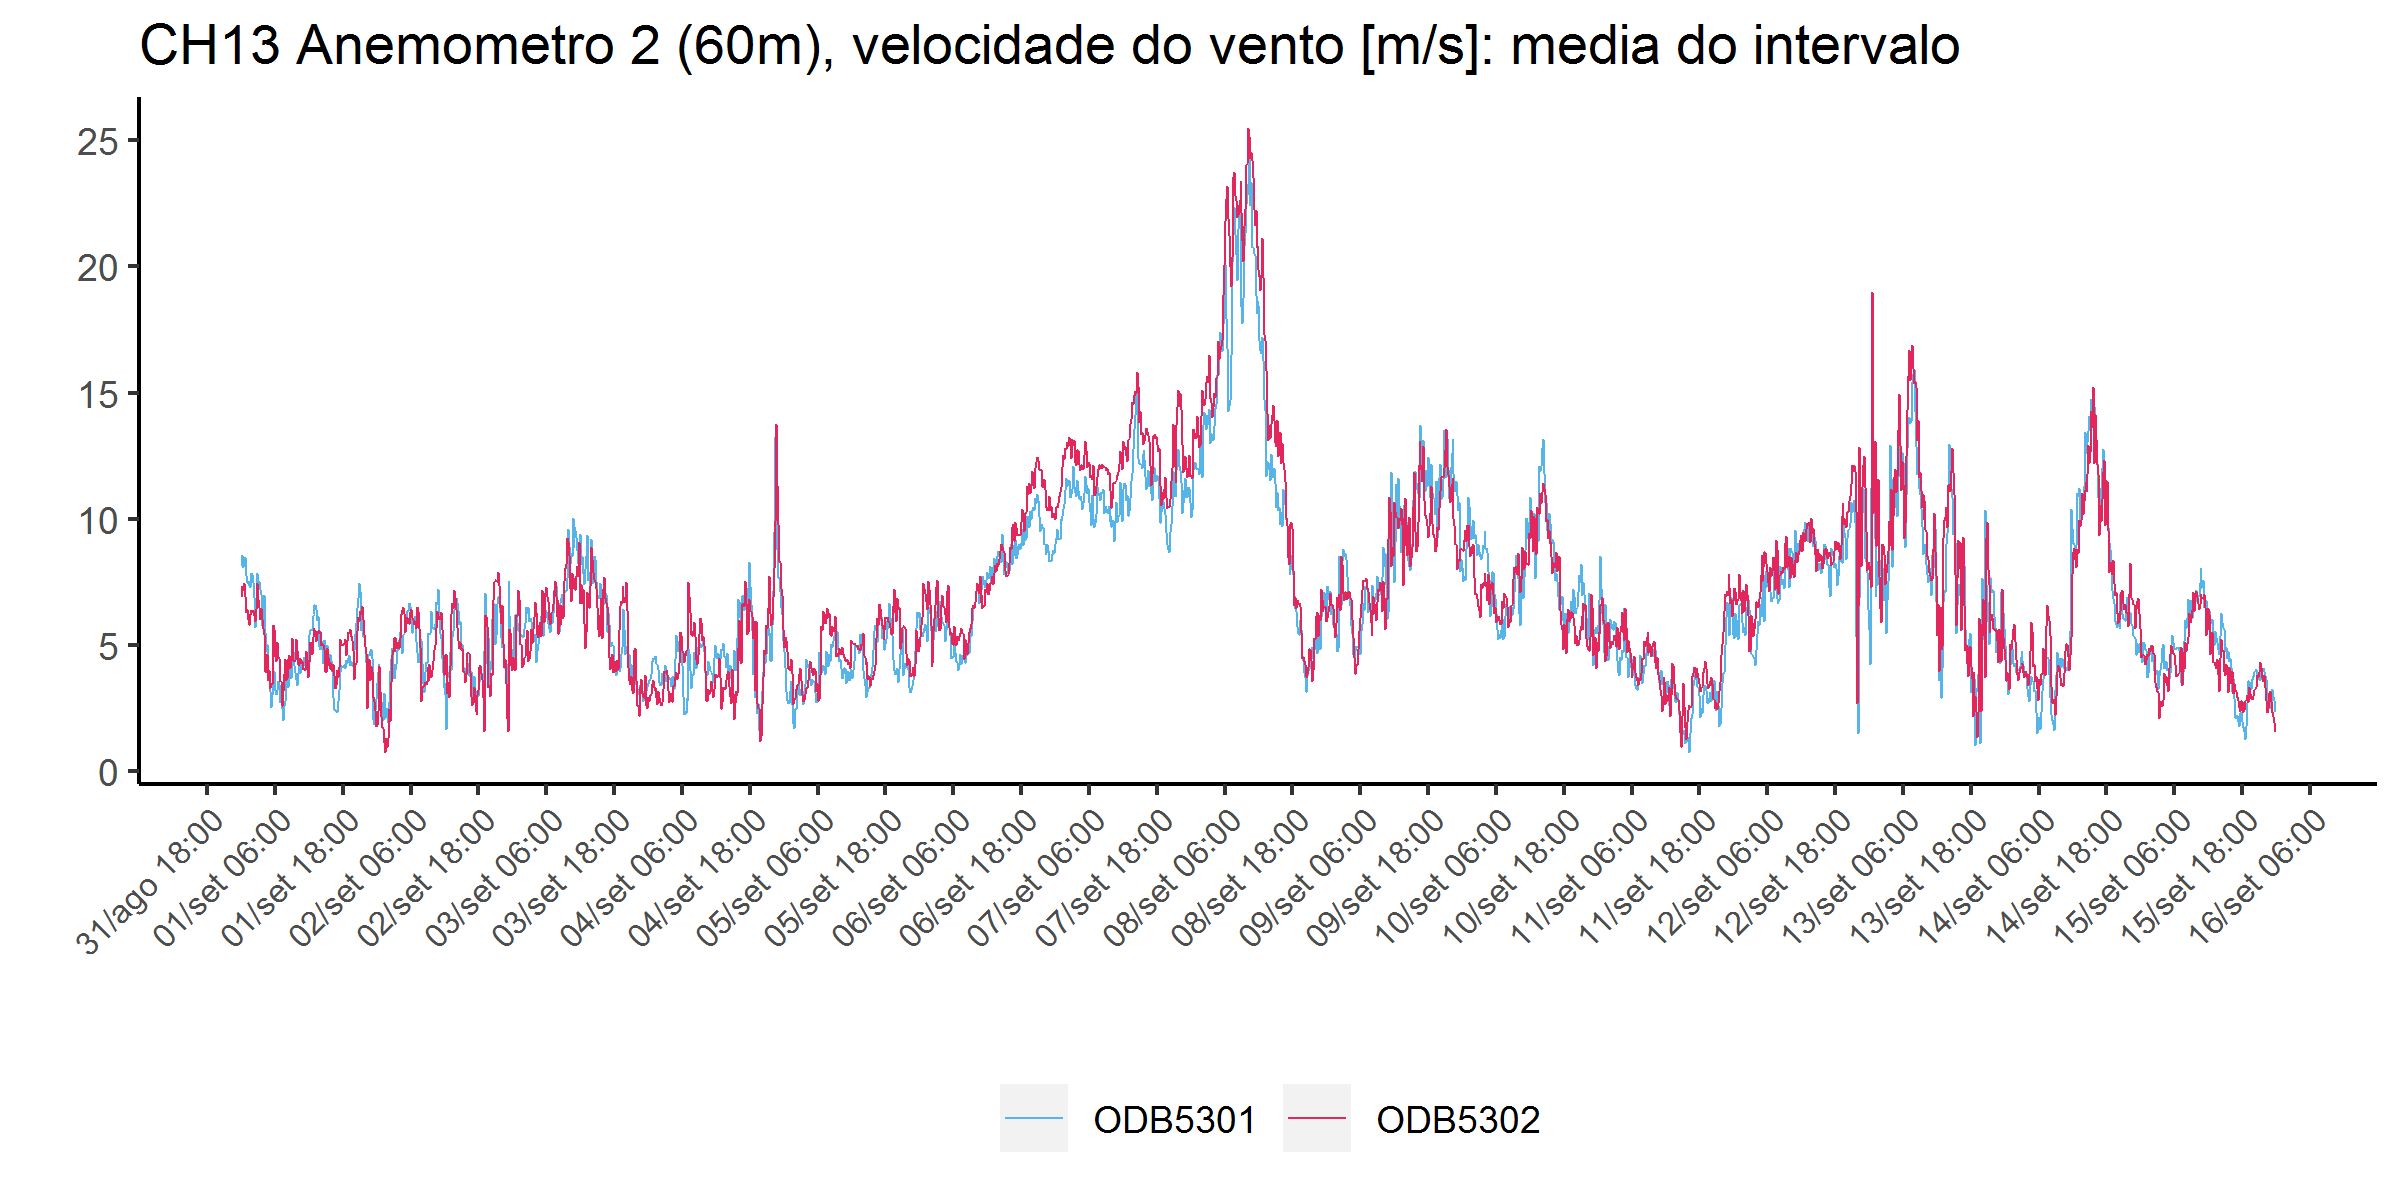 CH13 Anemometro 2 (60m), velocidade do vento [m/s]: media do intervalo
25
20
15
10
5
0
31/ago 18:00
01/set 06:00
01/set 18:00
02/set 06:00
02/set 18:00
03/set 06:00
03/set 18:00
04/set 06:00
04/set 18:00
05/set 06:00
05/set 18:00
06/set 06:00
06/set 18:00
07/set 06:00
07/set 18:00
08/set 06:00
08/set 18:00
09/set 06:00
09/set 18:00
10/set 06:00
10/set 18:00
11/set 06:00
11/set 18:00
12/set 06:00
12/set 18:00
13/set 06:00
13/set 18:00
14/set 06:00
14/set 18:00
15/set 06:00
15/set 18:00
16/set 06:00
ODB5301
ODB5302